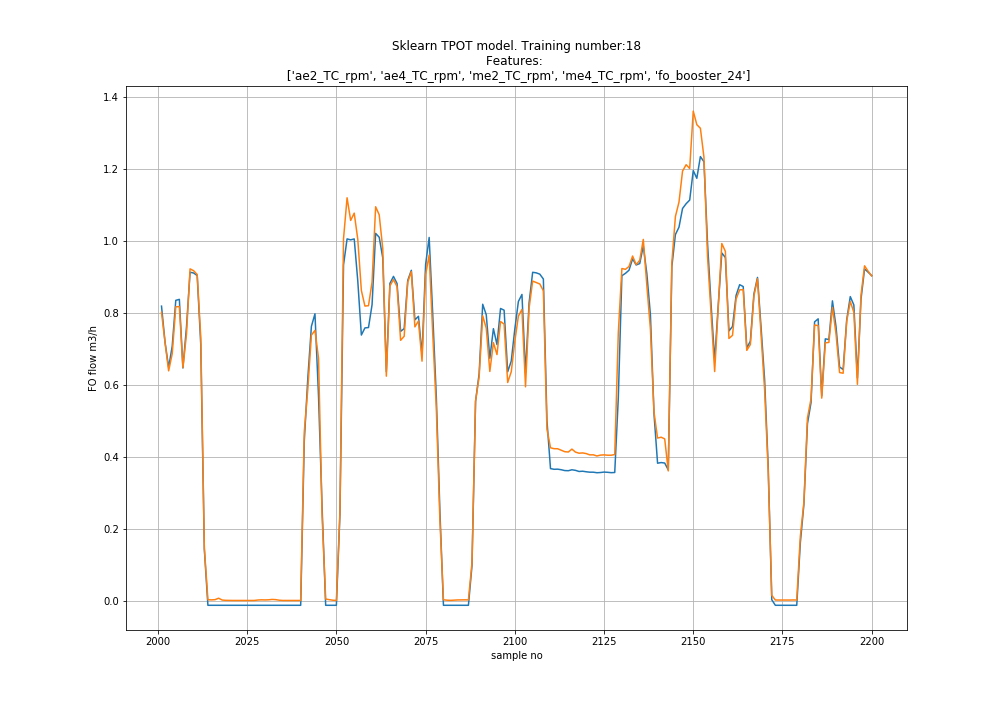 Sklearn TPOT model. Training number:18
Features:
['ae2_TC_rpm', 'ae4_TC_rpm', 'me2_TC_rpm', 'me4_TC_rpm', 'fo_booster_24']
FO flow m3/h
1.4
1.2
1.0
0.8
0.6
0.4
0.2
0.0
2000 2025 2050 2075 2100 2125 2150 2175 2200
sample no